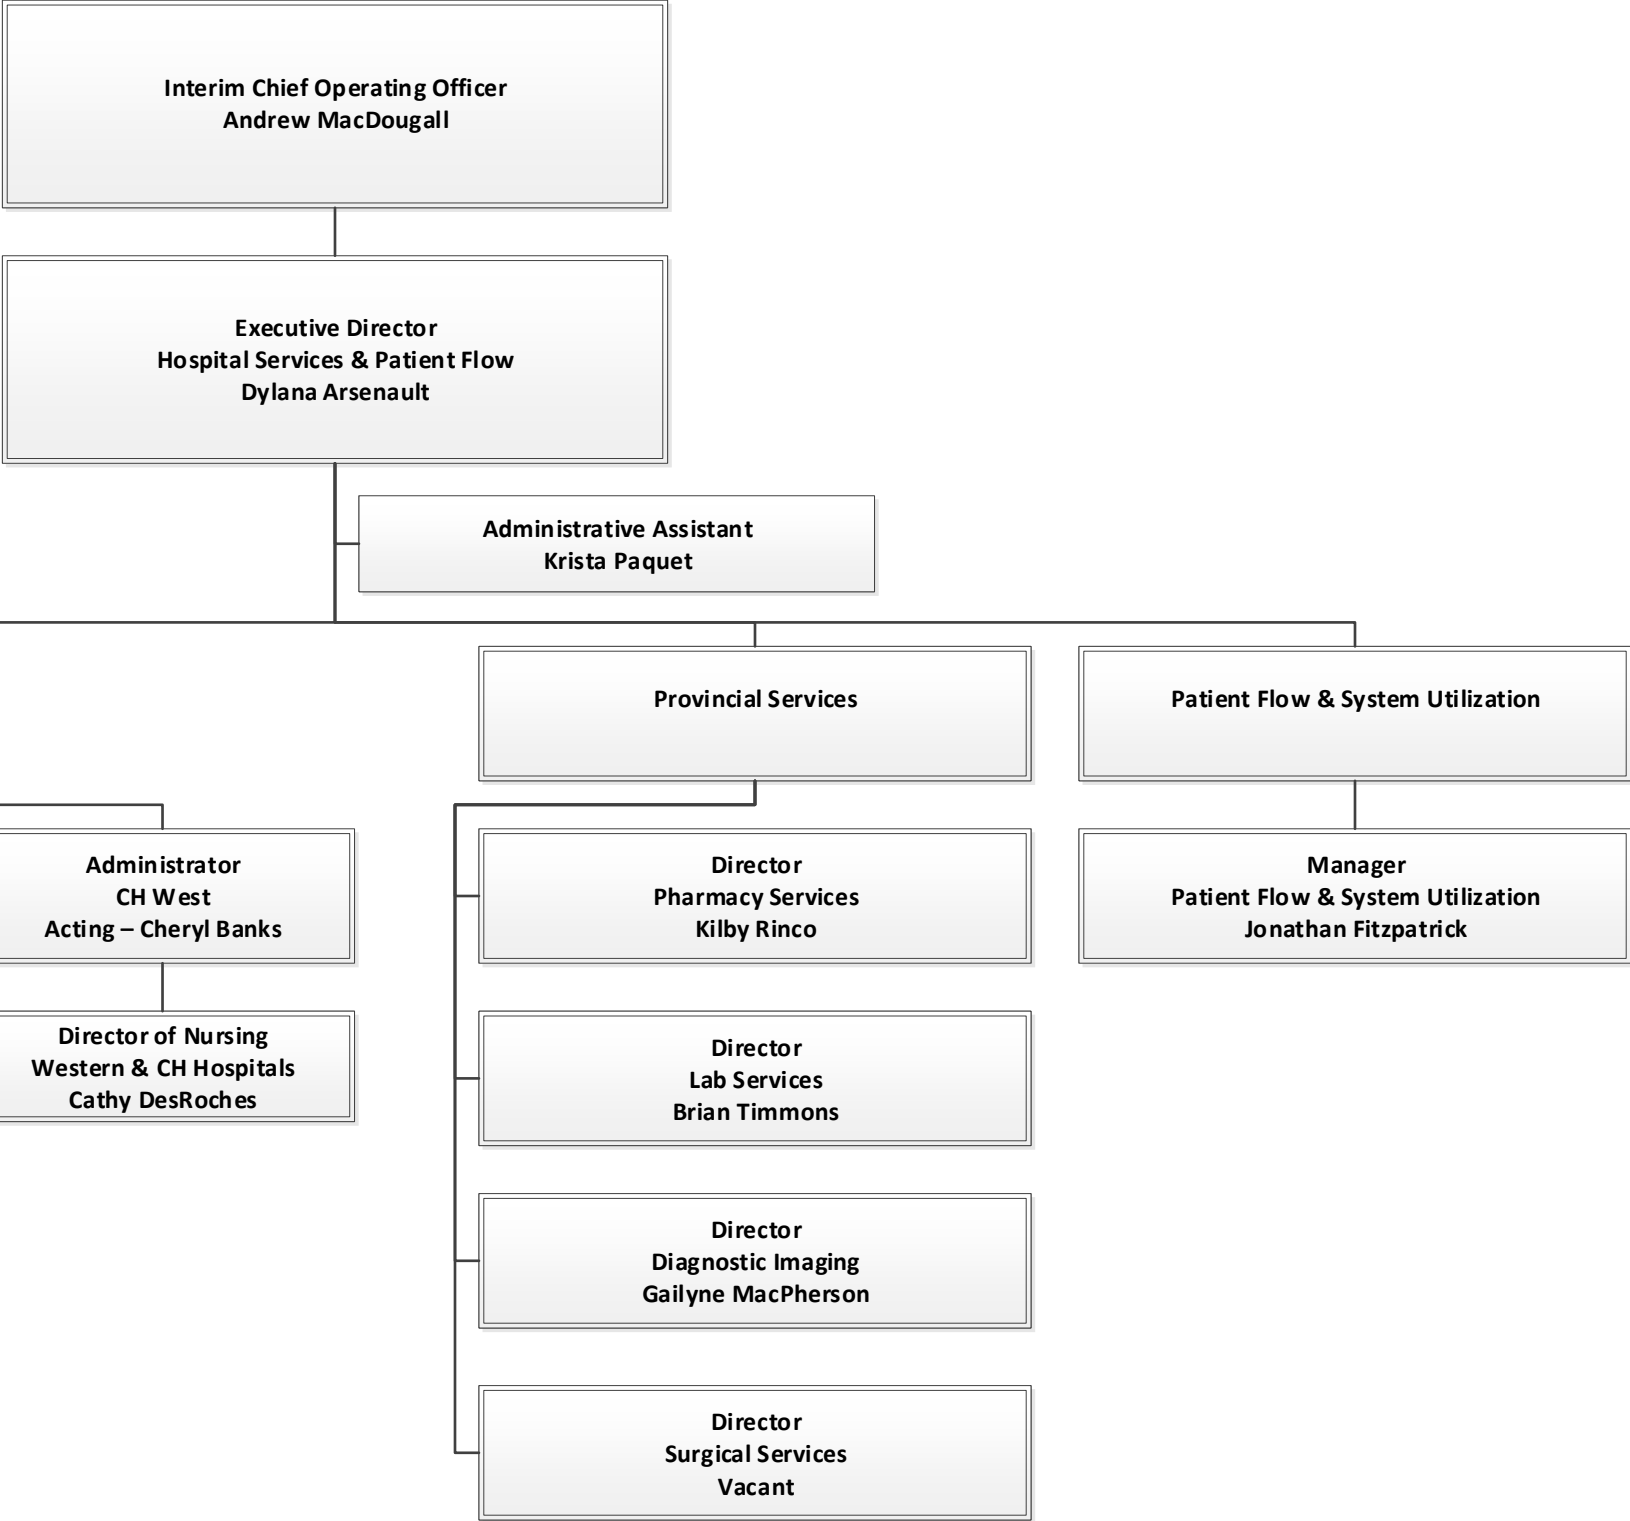 Interim Chief Operating Officer
Andrew MacDougall
Executive Director
Hospital Services & Patient Flow
Dylana Arsenault
Administrative Assistant
Krista Paquet
Provincial Services
Patient Flow & System Utilization
Administrator
CH West
Acting – Cheryl Banks
Director of Nursing
Western & CH Hospitals
Cathy DesRoches
Director
Pharmacy Services
Kilby Rinco
Director
Lab Services
Brian Timmons
Director
Diagnostic Imaging
Gailyne MacPherson
Director
Surgical Services
Vacant
Manager
Patient Flow & System Utilization
Jonathan Fitzpatrick